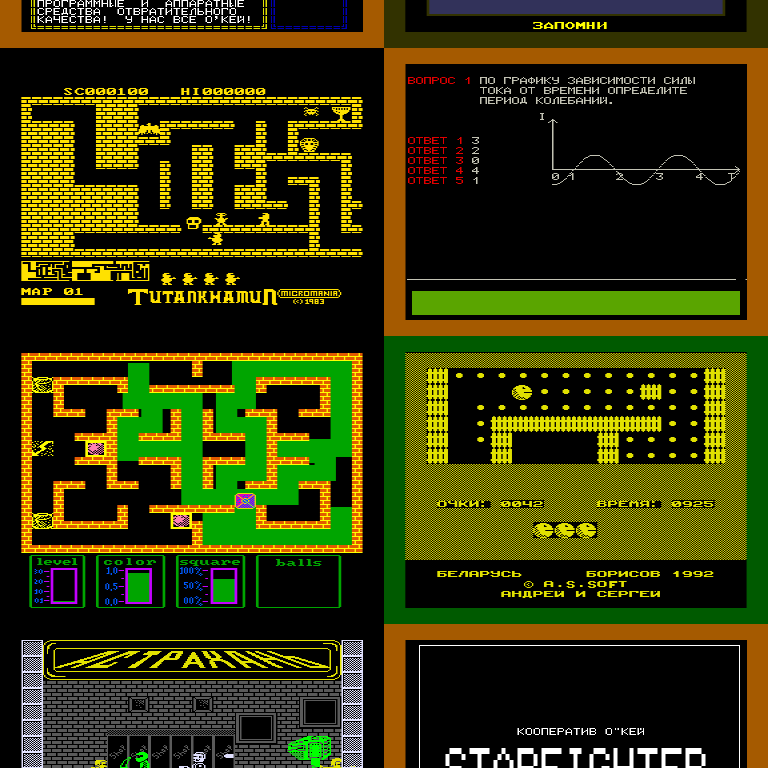 ПРОГРАММНЫЕ И АППАРАТНЫЕ
СРЕДСТВА ОТВРАТИТЕЛЬНОГО
КАЧЕСТВА! У НАС ВСЕ О'КЕЙ!
ЗАПОМНИ
SC000100 HI000000
MAP 01
TUTANKHAMUN
MICROMANIA
(C)1983
ВОПРОС 1 ПО ГРАФИКУ ЗАВИСИМОСТИ СИЛЫ
ТОКА ОТ ВРЕМЕНИ ОПРЕДЕЛИТЕ
ПЕРИОД КОЛЕБАНИЙ.
I
ОТВЕТ 1 3
ОТВЕТ 2 2
ОТВЕТ 3 0
ОТВЕТ 4 4
ОТВЕТ 5 1
0 1 2 3 4 T
level color square balls
1,0 100%
0,5 50%
0,0 00%
ОЧКИ: 0042 ВРЕМЯ: 0925
БЕЛАРУСЬ БОРИСОВ 1992
© A.S.SOFT
АНДРЕЙ И СЕРГЕЙ
АСТРАХАНЬ
КООПЕРАТИВ О"КЕЙ
STARFIGHTER